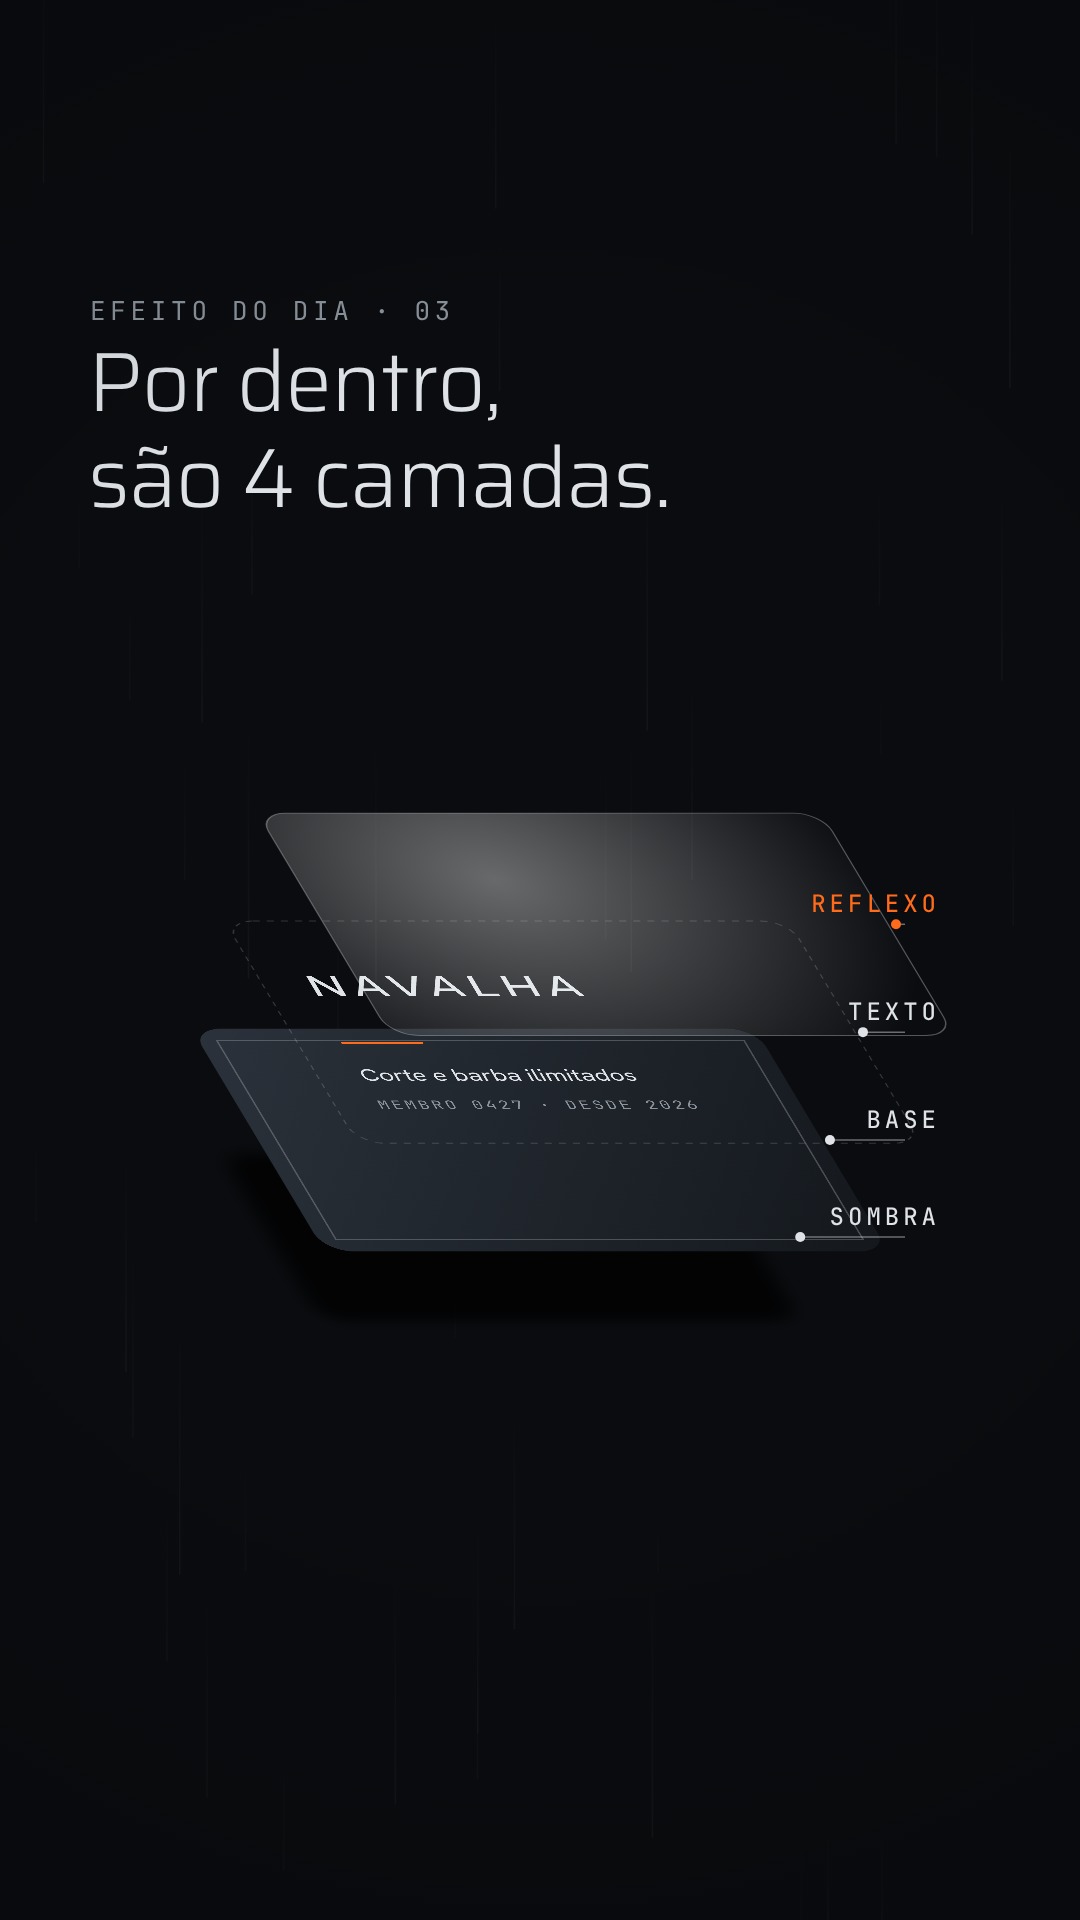 EFEITO DO DIA · 03
Por dentro,
são 4 camadas.
REFLEXO
NAVALHA
TEXTO
Corte e barba ilimitados
MEMBRO 0427 · DESDE 2026
BASE
SOMBRA